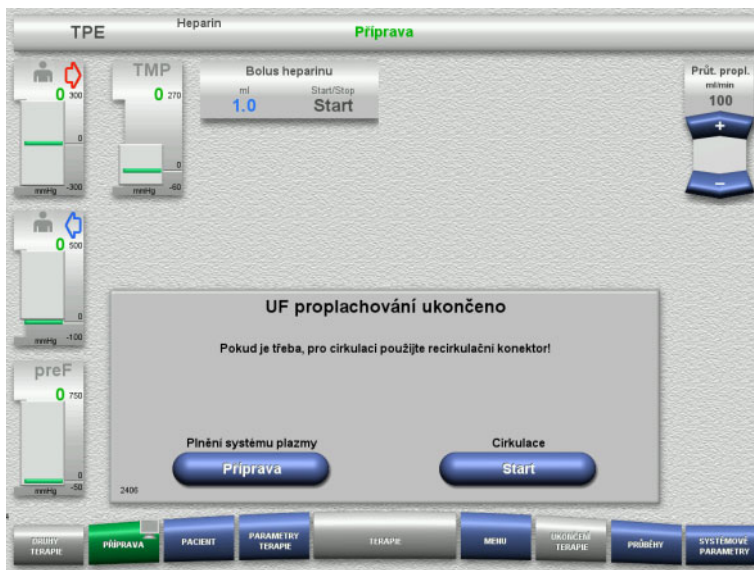 TPE
Heparin
Příprava
0
300
0
mmHg
-300
TMP
0
270
0
mmHg
-60
Bolus heparinu
ml
Start/Stop
1.0
Start
Průt. propl.
ml/min
100
+
−
0
500
0
mmHg
-100
preF
0
750
0
mmHg
-50
UF proplachování ukončeno
Pokud je třeba, pro cirkulaci použijte recirkulační konektor!
Plnění systému plazmy
Cirkulace
Příprava
Start
2406
DRUHY
TERAPIE
PŘÍPRAVA
PACIENT
PARAMETRY
TERAPIE
TERAPIE
MENU
UKONČENÍ
TERAPIE
PRŮBĚHY
SYSTÉMOVÉ
PARAMETRY